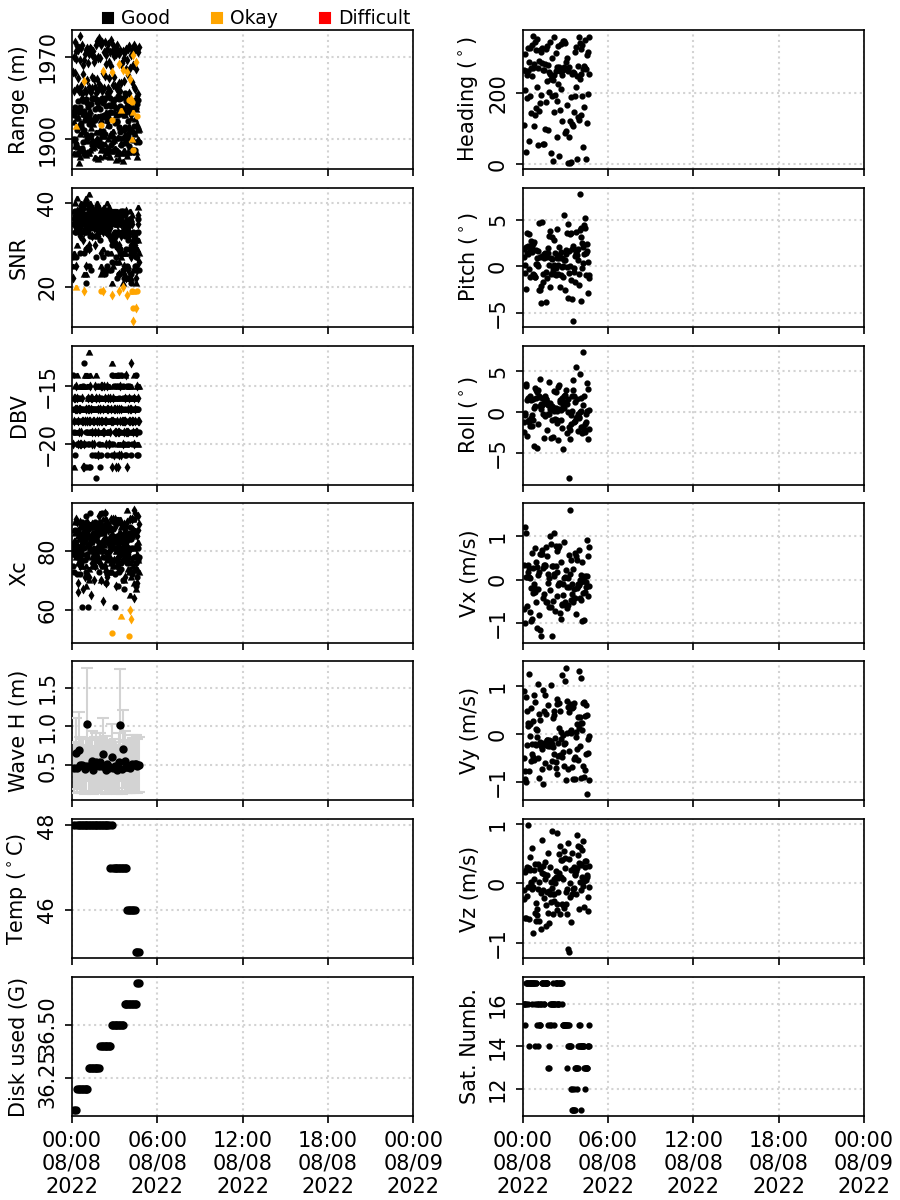 Good Okay Difficult
Range (m)
1970
1900
Heading (°)
200
0
SNR
40
20
Pitch (°)
5
0
−5
DBV
−15
−20
Roll (°)
5
0
−5
Xc
80
60
Vx (m/s)
1
0
−1
Wave H (m)
1.5
1.0
0.5
Vy (m/s)
1
0
−1
Temp (°C)
48
46
Vz (m/s)
1
0
−1
Disk used (G)
36.50
36.25
Sat. Numb.
16
14
12
00:00 06:00 12:00 18:00 00:00 00:00 06:00 12:00 18:00 00:00
08/08 08/08 08/08 08/08 08/09 08/08 08/08 08/08 08/08 08/09
2022 2022 2022 2022 2022 2022 2022 2022 2022 2022